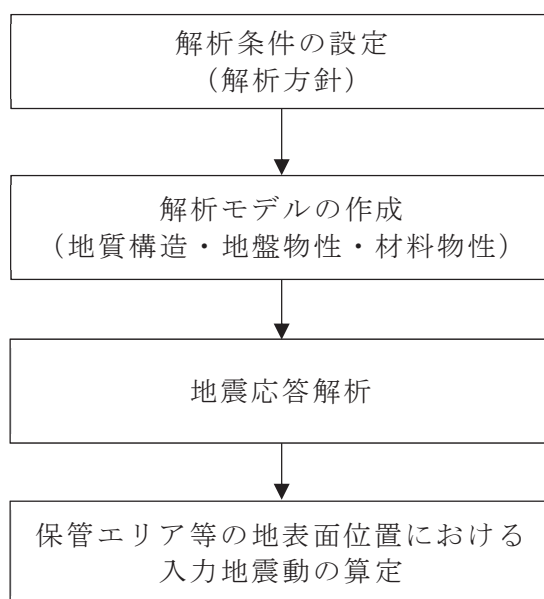 解析条件の設定
（解析方針）
解析モデルの作成
（地質構造・地盤物性・材料物性）
地震応答解析
保管エリア等の地表面位置における
入力地震動の算定